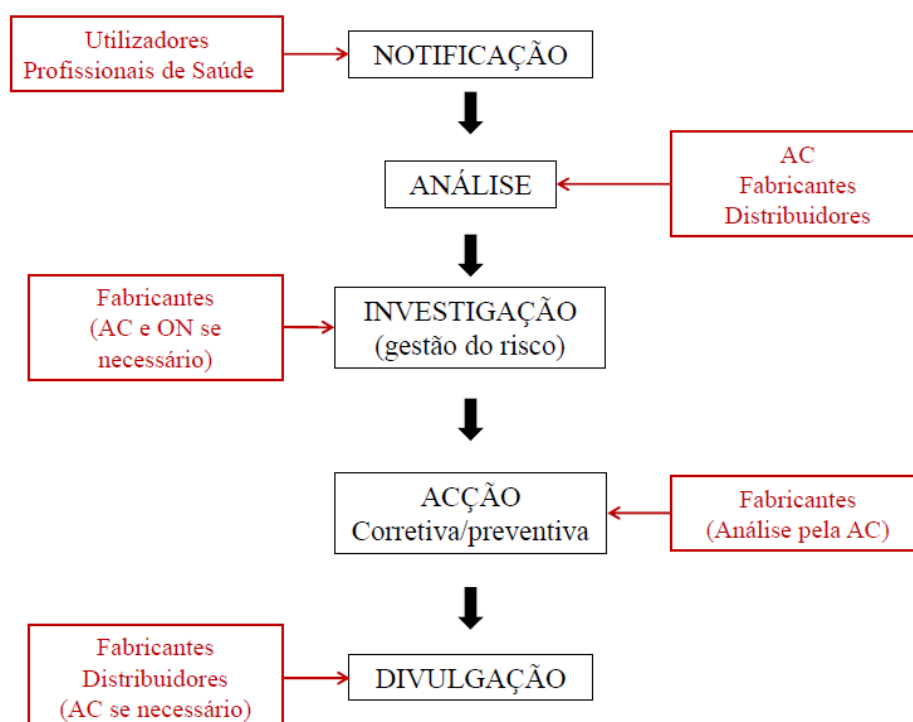 Utilizadores
Profissionais de Saúde
NOTIFICAÇÃO
ANÁLISE
AC
Fabricantes
Distribuidores
Fabricantes
(AC e ON se
necessário)
INVESTIGAÇÃO
(gestão do risco)
ACÇÃO
Corretiva/preventiva
Fabricantes
(Análise pela AC)
Fabricantes
Distribuidores
(AC se necessário)
DIVULGAÇÃO